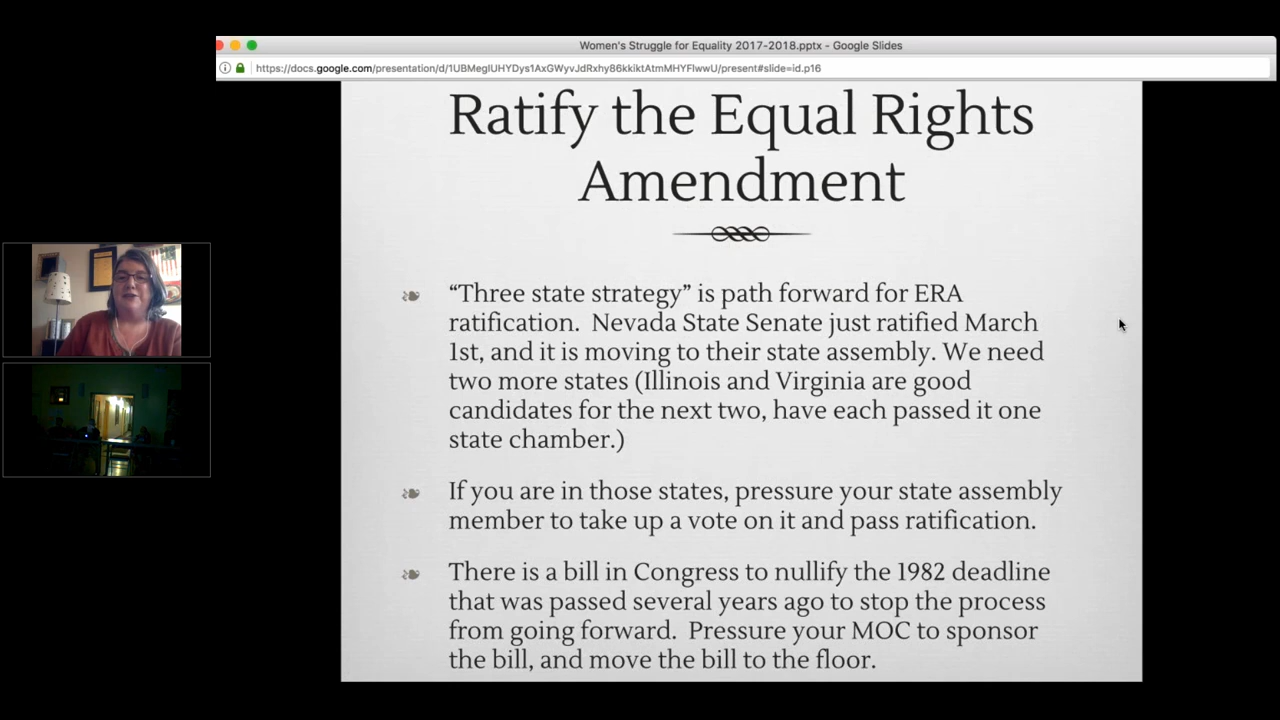 Women's Struggle for Equality 2017-2018.pptx - Google Slides
https://docs.google.com/presentation/d/1UBMegIUHYDys1AxGWyvJdRxhy86kkiktAtmMHYFlwwU/present#slide=id.p16
Ratify the Equal Rights
Amendment
“Three state strategy” is path forward for ERA
ratification.  Nevada State Senate just ratified March
1st, and it is moving to their state assembly. We need
two more states (Illinois and Virginia are good
candidates for the next two, have each passed it one
state chamber.)
If you are in those states, pressure your state assembly
member to take up a vote on it and pass ratification.
There is a bill in Congress to nullify the 1982 deadline
that was passed several years ago to stop the process
from going forward.  Pressure your MOC to sponsor
the bill, and move the bill to the floor.